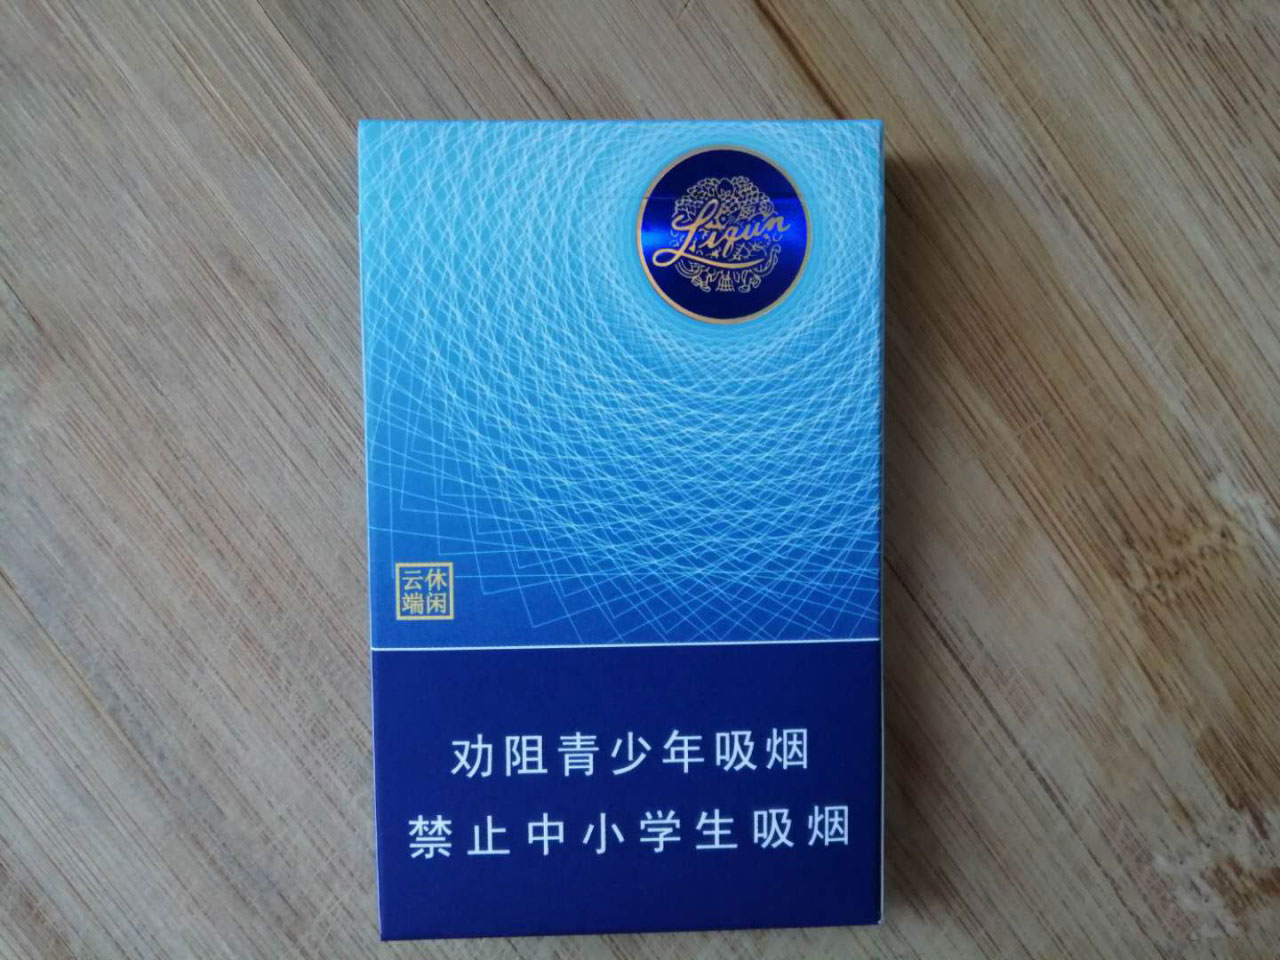 Liqun
休闲
云端
劝阻青少年吸烟
禁止中小学生吸烟